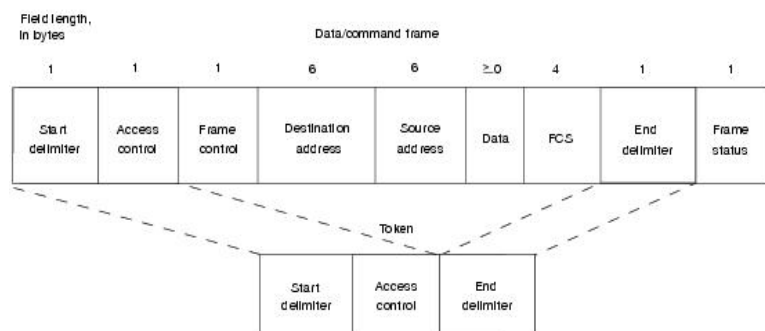 Field length,
in bytes
Data/command frame
1 1 1 6 6 ≥0 4 1 1
Start delimiter
Access control
Frame control
Destination address
Source address
Data
FCS
End delimiter
Frame status
Token
Start delimiter
Access control
End delimiter